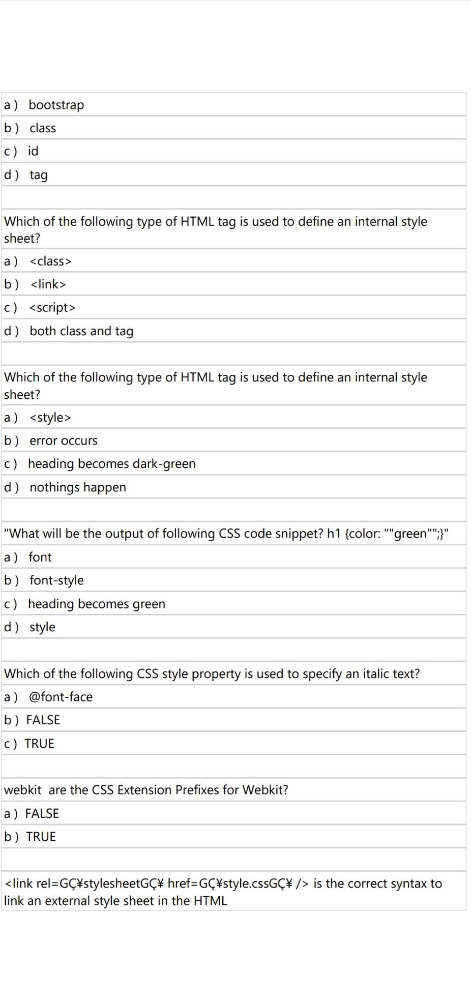 a ) bootstrap
b ) class
c ) id
d ) tag
Which of the following type of HTML tag is used to define an internal style
sheet?
a ) <class>
b ) <link>
c ) <script>
d ) both class and tag
Which of the following type of HTML tag is used to define an internal style
sheet?
a ) <style>
b ) error occurs
c ) heading becomes dark-green
d ) nothings happen
"What will be the output of following CSS code snippet? h1 {color: ""green"";}"
a ) font
b ) font-style
c ) heading becomes green
d ) style
Which of the following CSS style property is used to specify an italic text?
a ) @font-face
b ) FALSE
c ) TRUE
webkit are the CSS Extension Prefixes for Webkit?
a ) FALSE
b ) TRUE
<link rel=GÇ¥stylesheetGÇ¥ href=GÇ¥style.cssGÇ¥ /> is the correct syntax to
link an external style sheet in the HTML